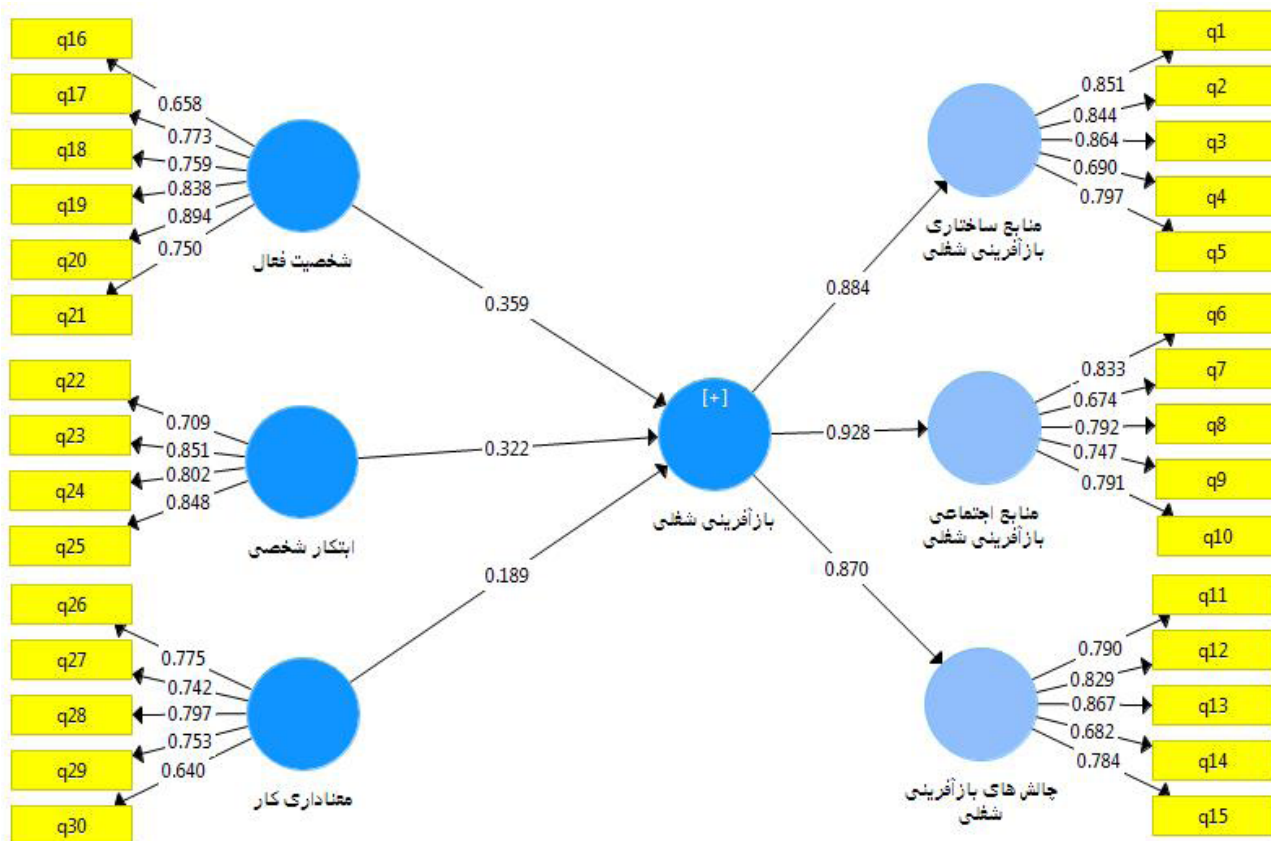 q16
q17
q18
q19
q20
q21
0.658
0.773
0.759
0.838
0.894
0.750
شخصیت فعال
0.359
q22
q23
q24
q25
0.709
0.851
0.802
0.848
ابتکار شخصی
0.322
q26
q27
q28
q29
q30
0.775
0.742
0.797
0.753
0.640
معناداری کار
0.189
[+]
بازآفرینی شغلی
0.884
0.928
0.870
منابع ساختاری
بازآفرینی شغلی
0.851
0.844
0.864
0.690
0.797
q1
q2
q3
q4
q5
منابع اجتماعی
بازآفرینی شغلی
0.833
0.674
0.792
0.747
0.791
q6
q7
q8
q9
q10
چالش های بازآفرینی
شغلی
0.790
0.829
0.867
0.682
0.784
q11
q12
q13
q14
q15